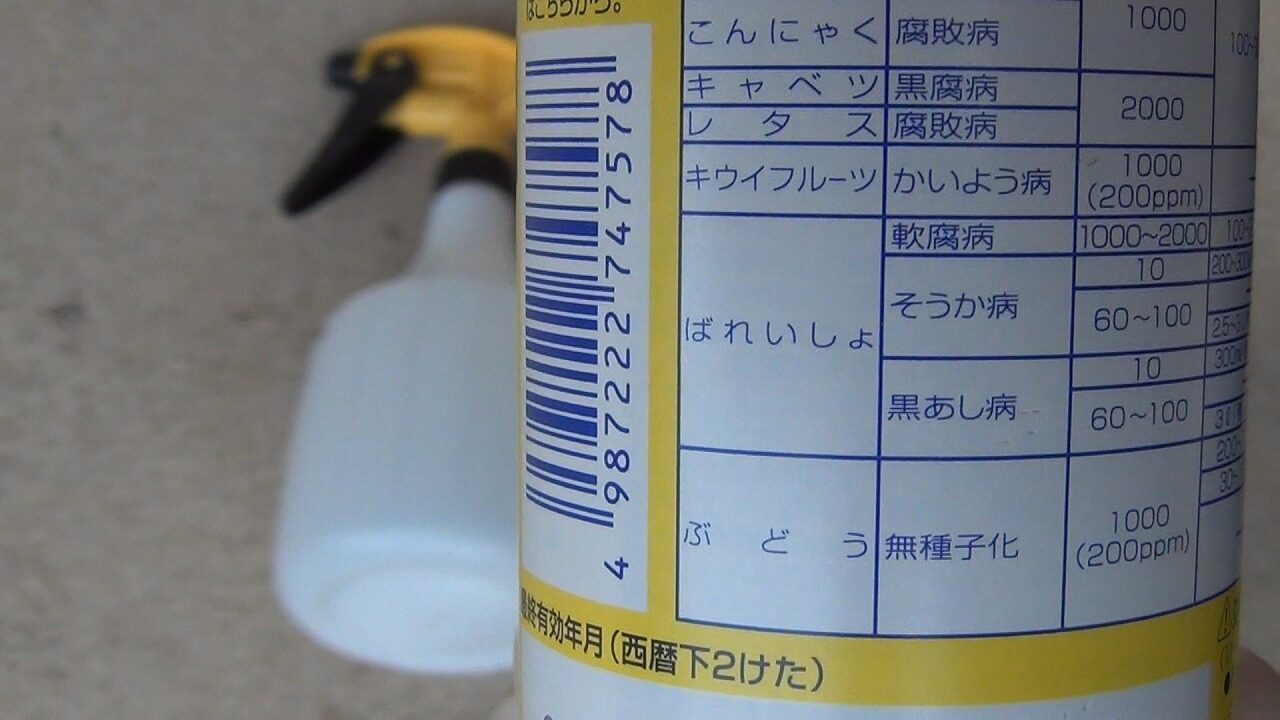 はこちらから。
4987222747578
こんにゃく 腐敗病 1000
キャベツ 黒腐病 2000
レタス 腐敗病
キウイフルーツ かいよう病 1000
(200ppm)
ばれいしょ 軟腐病 1000~2000
そうか病 10
60~100
黒あし病 10
60~100
ぶどう 無種子化 1000
(200ppm)
最終有効年月(西暦下2けた)